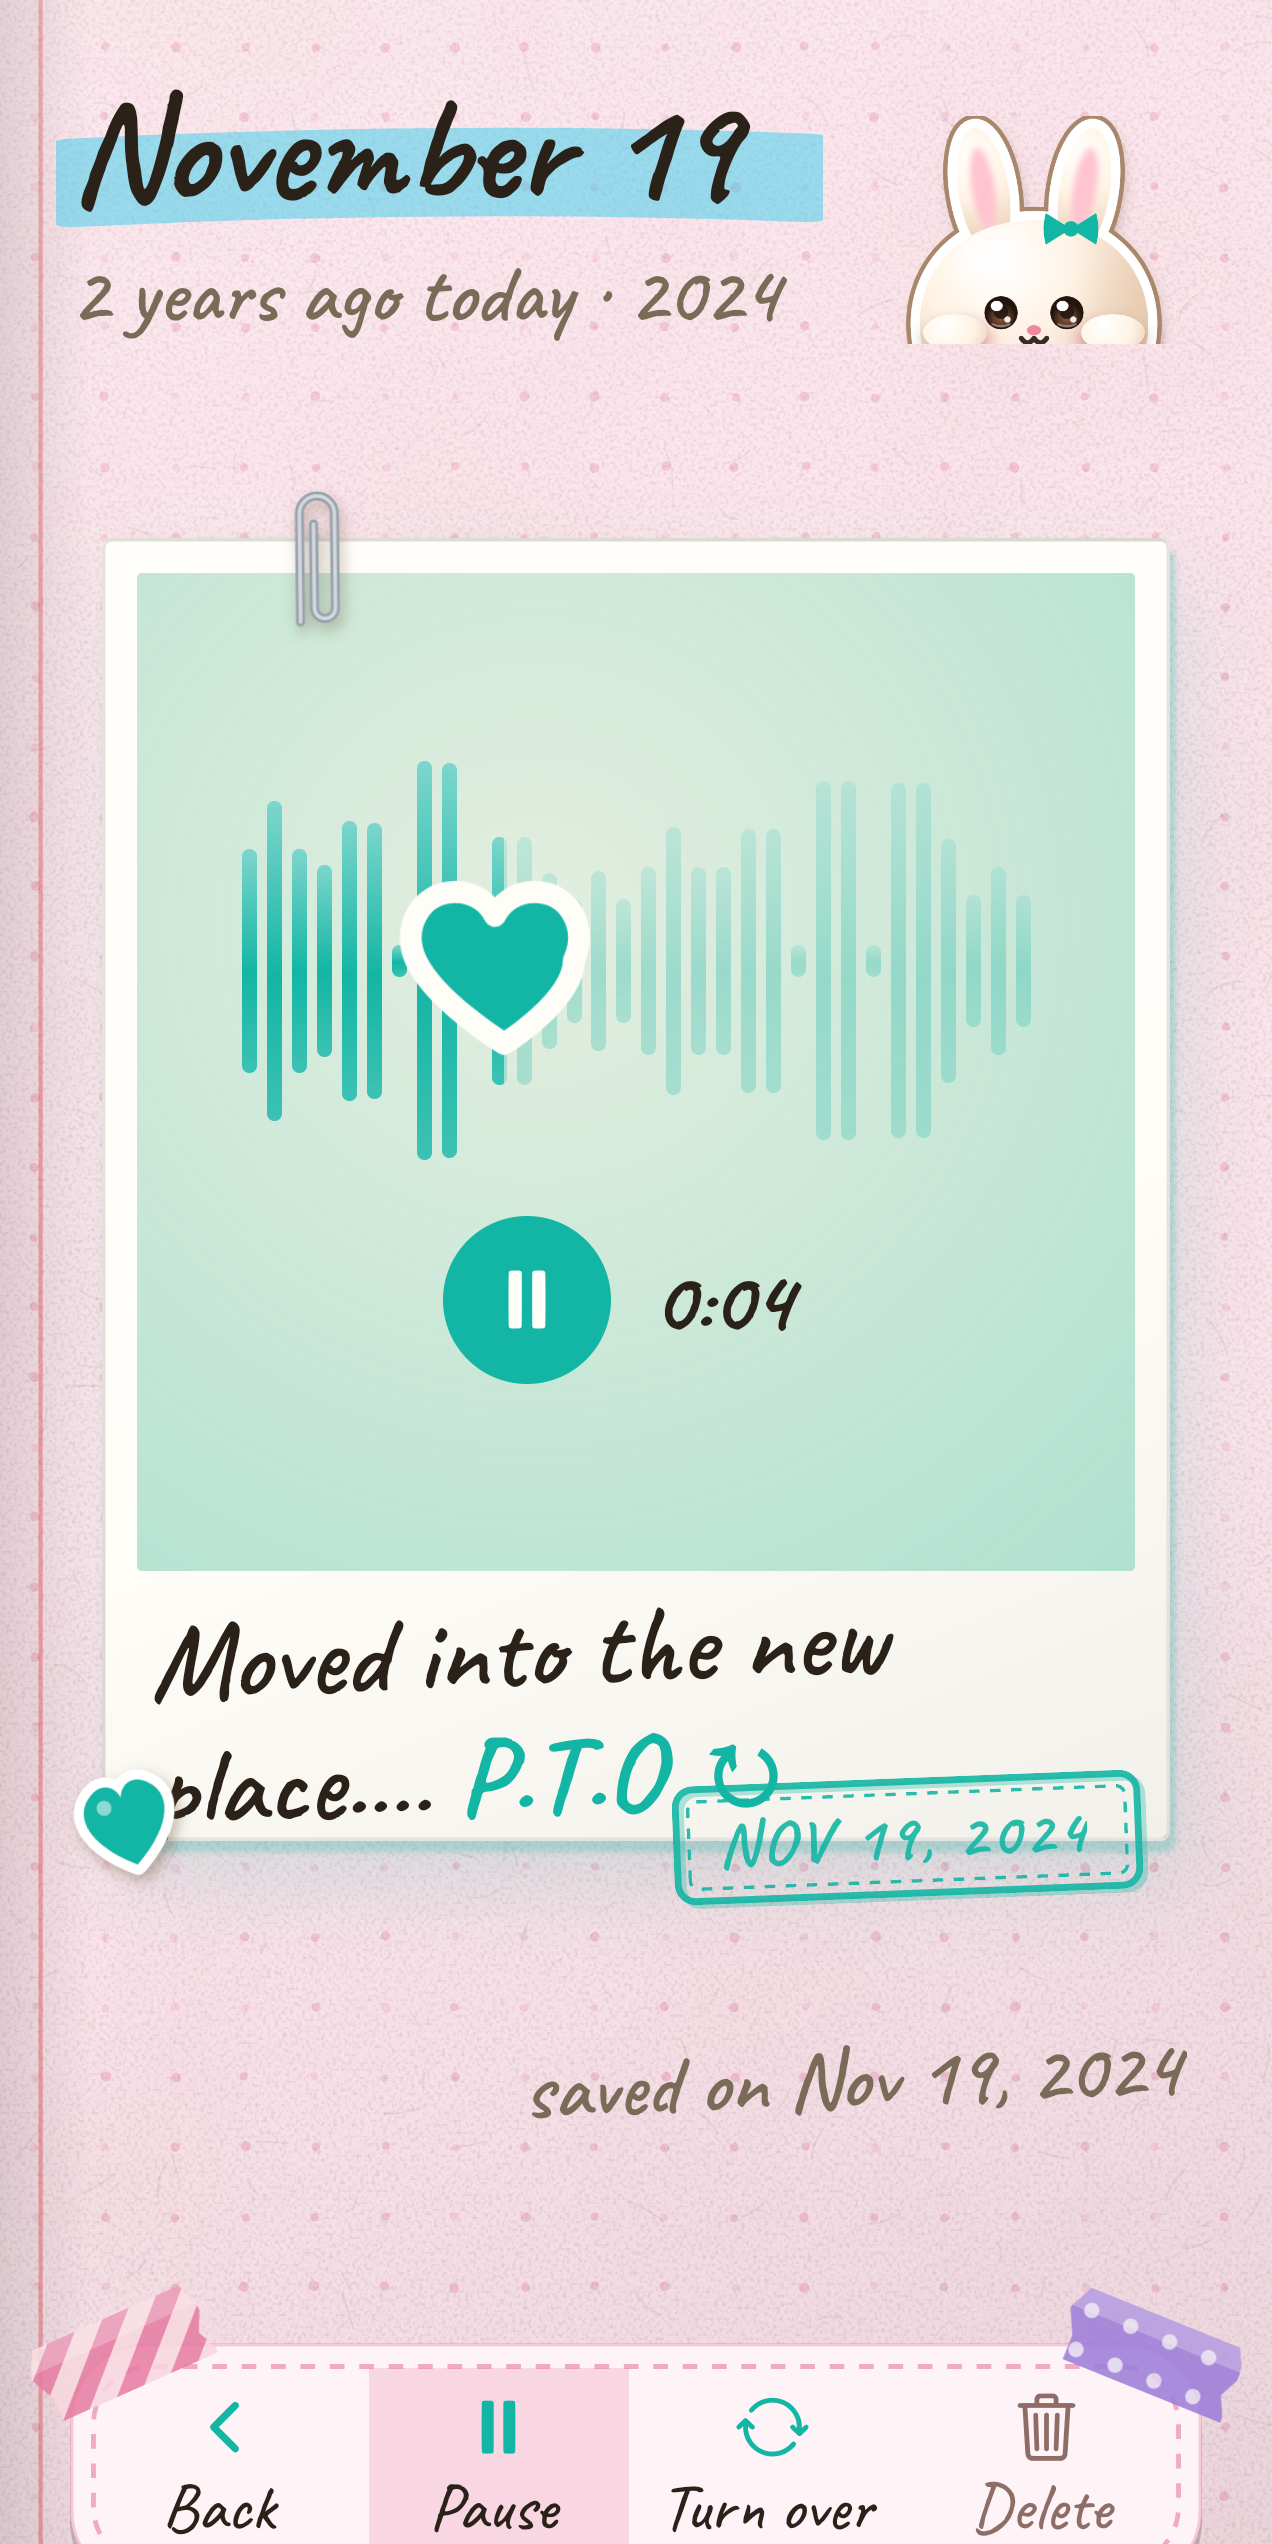 November 19
2 years ago today · 2024
0:04
Moved into the new
place.... P.T.O
NOV 19, 2024
saved on Nov 19, 2024
Back
Pause
Turn over
Delete